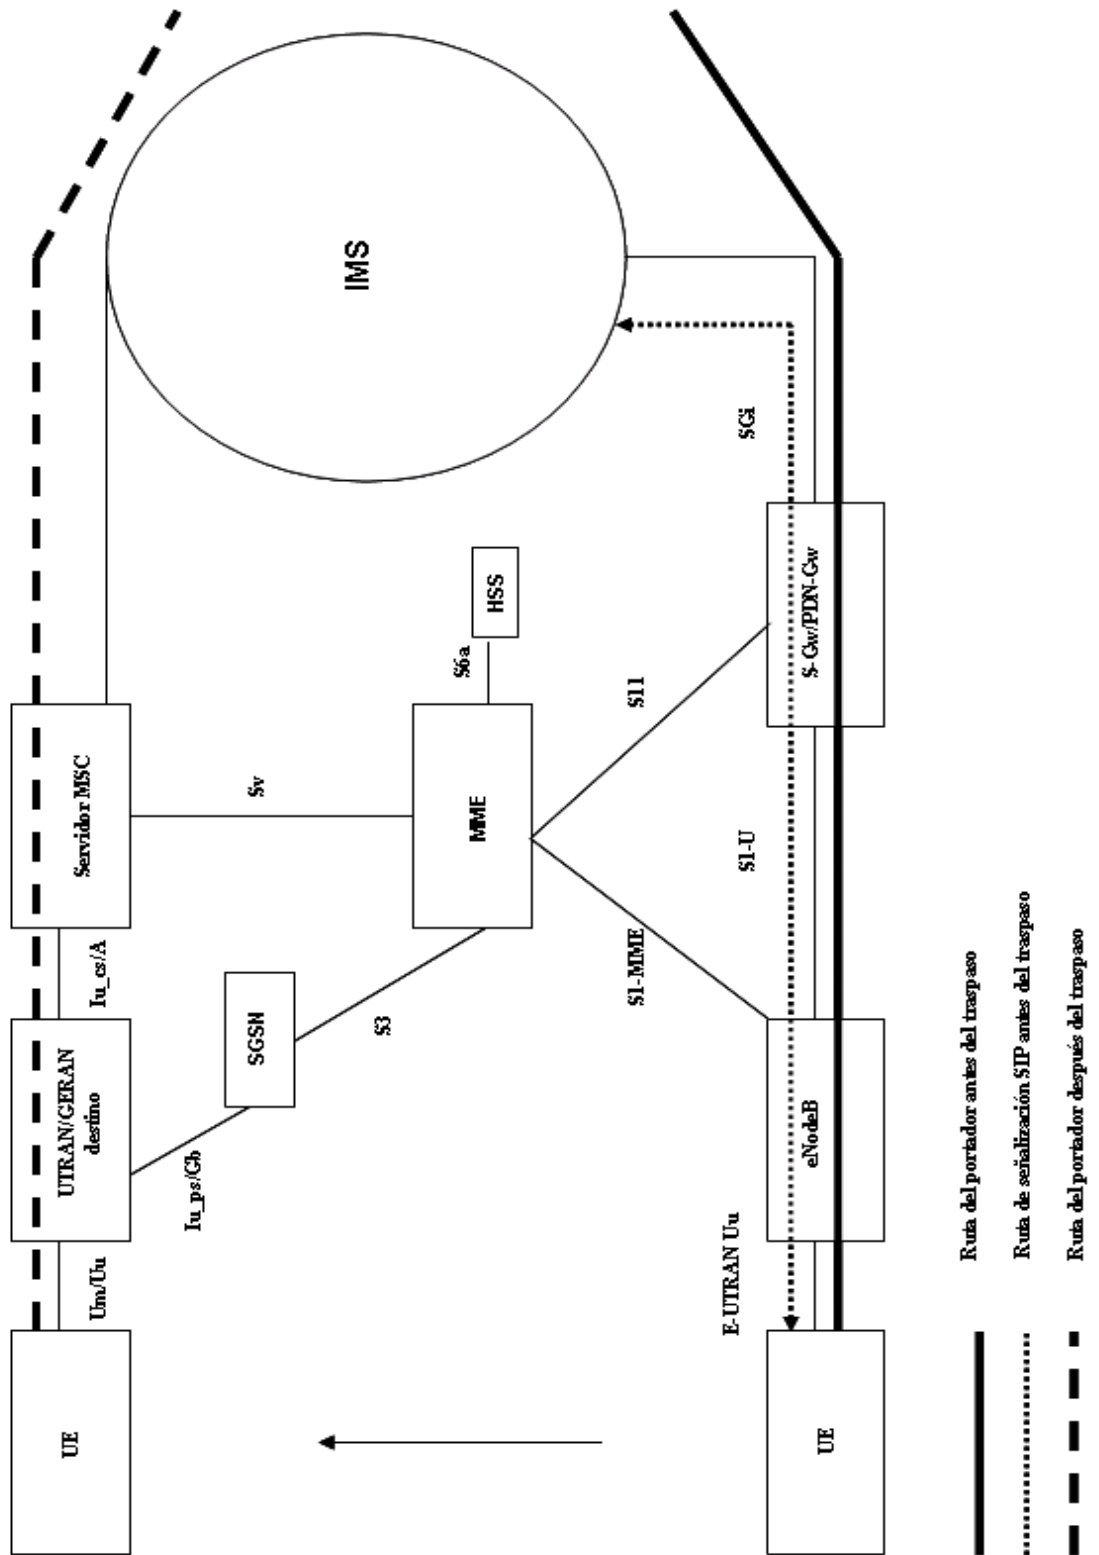 UE
Um/Uu
UTRAN/GERAN
destino
Iu_cs/A
Servidor MSC
Iu_ps/Gb
SGSN
S3
Sv
MME
S6a
HSS
IMS
S1-MME
S11
E-UTRAN Uu
S1-U
SGi
UE
eNodeB
S-Gw/PDN-Gw
Ruta del portador antes del traspaso
Ruta de señalización SIP antes del traspaso
Ruta del portador después del traspaso